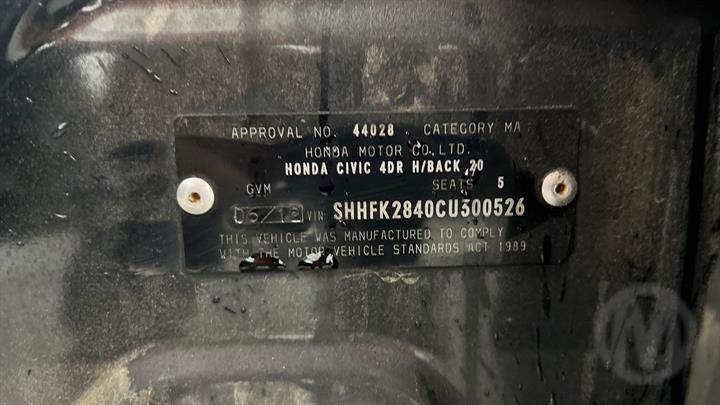 APPROVAL NO. 44028 CATEGORY MA
HONDA MOTOR CO.,LTD.
HONDA CIVIC 4DR H/BACK 20
GVM SEATS 5
06/12 VIN SHHFK2840CU300526
THIS VEHICLE WAS MANUFACTURED TO COMPLY
WITH THE MOTOR VEHICLE STANDARDS ACT 1989
M